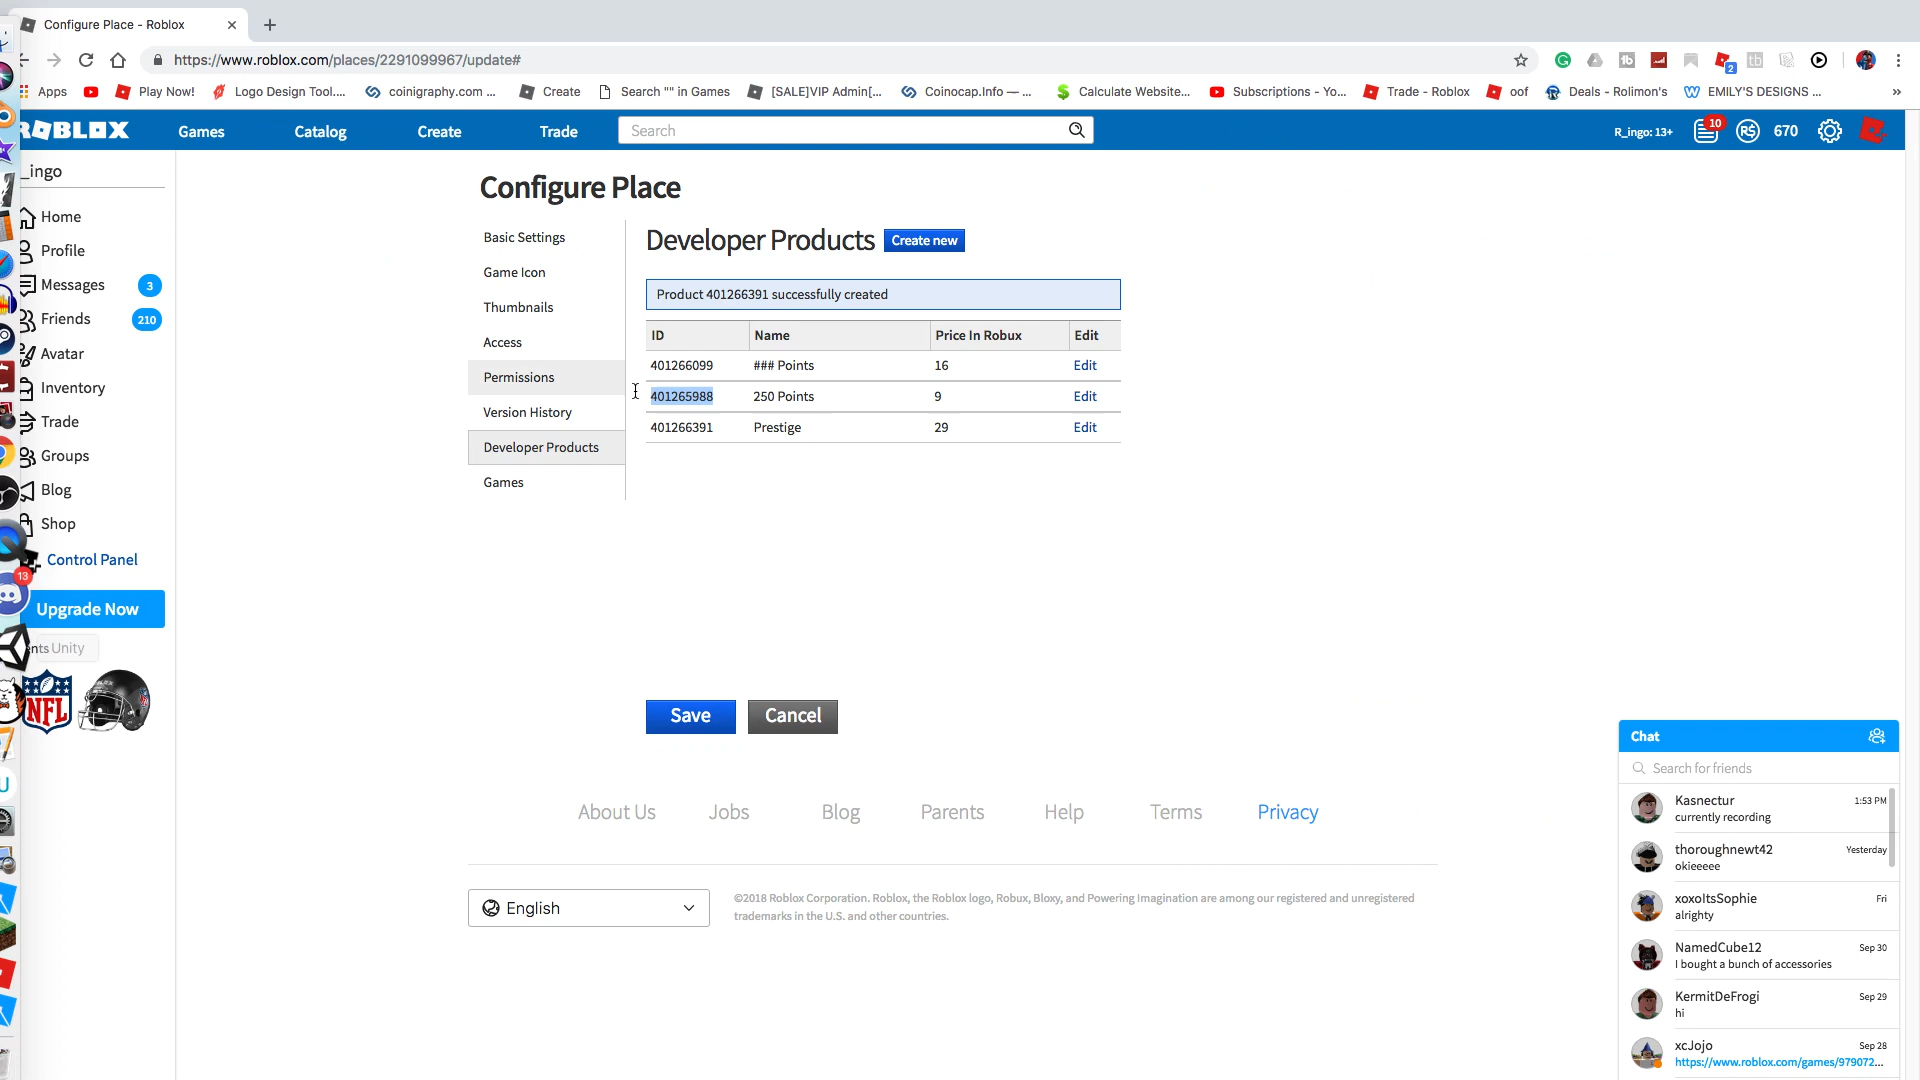 Configure Place - Roblox
https://www.roblox.com/places/2291099967/update#
2
Apps
Play Now!
Logo Design Tool....
coinigraphy.com ...
Create
Search "" in Games
[SALE]VIP Admin[...
Coinocap.Info — ...
Calculate Website...
Subscriptions - Yo...
Trade - Roblox
oof
Deals - Rolimon's
EMILY'S DESIGNS ...
»
ROBLOX
Games
Catalog
Create
Trade
Search
R_ingo: 13+
10
R$
670
_ingo
Home
Profile
Messages
3
Friends
210
Avatar
Inventory
Trade
Groups
Blog
Shop
Control Panel
13
Upgrade Now
ents
Unity
NFL
Configure Place
Basic Settings
Game Icon
Thumbnails
Access
Permissions
Version History
Developer Products
Games
Developer Products
Create new
Product 401266391 successfully created
ID Name Price In Robux Edit
401266099 ### Points 16 Edit
401265988 250 Points 9 Edit
401266391 Prestige 29 Edit
Save
Cancel
About Us
Jobs
Blog
Parents
Help
Terms
Privacy
English
©2018 Roblox Corporation. Roblox, the Roblox logo, Robux, Bloxy, and Powering Imagination are among our registered and unregistered
trademarks in the U.S. and other countries.
Chat
Search for friends
Kasnectur
1:53 PM
currently recording
thoroughnewt42
Yesterday
okieeeee
xoxoItsSophie
Fri
alrighty
NamedCube12
Sep 30
I bought a bunch of accessories
KermitDeFrogi
Sep 29
hi
xcJojo
Sep 28
https://www.roblox.com/games/979072...